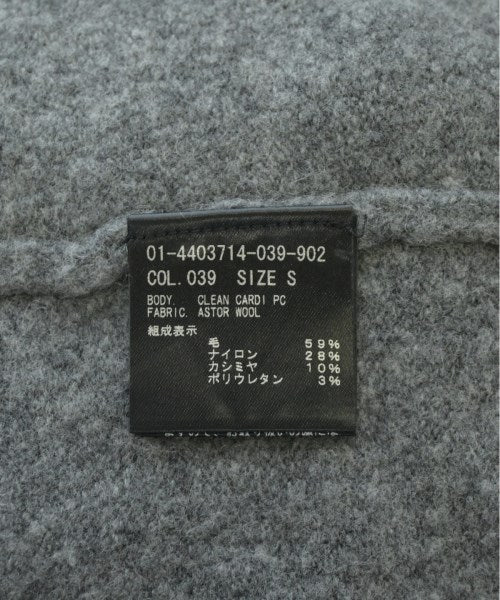 01-4403714-039-902
COL.039 SIZE S
BODY. CLEAN CARDI PC
FABRIC. ASTOR WOOL
組成表示
毛 59%
ナイロン 28%
カシミヤ 10%
ポリウレタン 3%